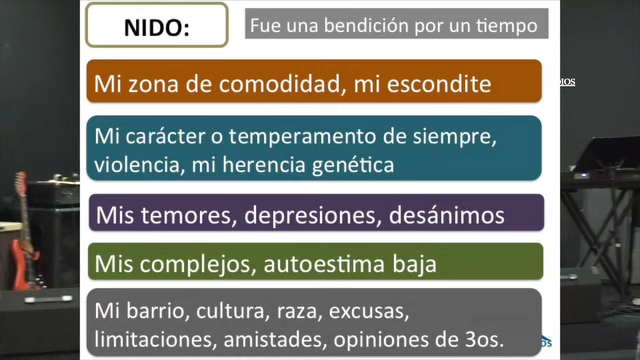 NIDO:
Fue una bendición por un tiempo
Mi zona de comodidad, mi escondite
Mi carácter o temperamento de siempre,
violencia, mi herencia genética
Mis temores, depresiones, desánimos
Mis complejos, autoestima baja
Mi barrio, cultura, raza, excusas,
limitaciones, amistades, opiniones de 3os.